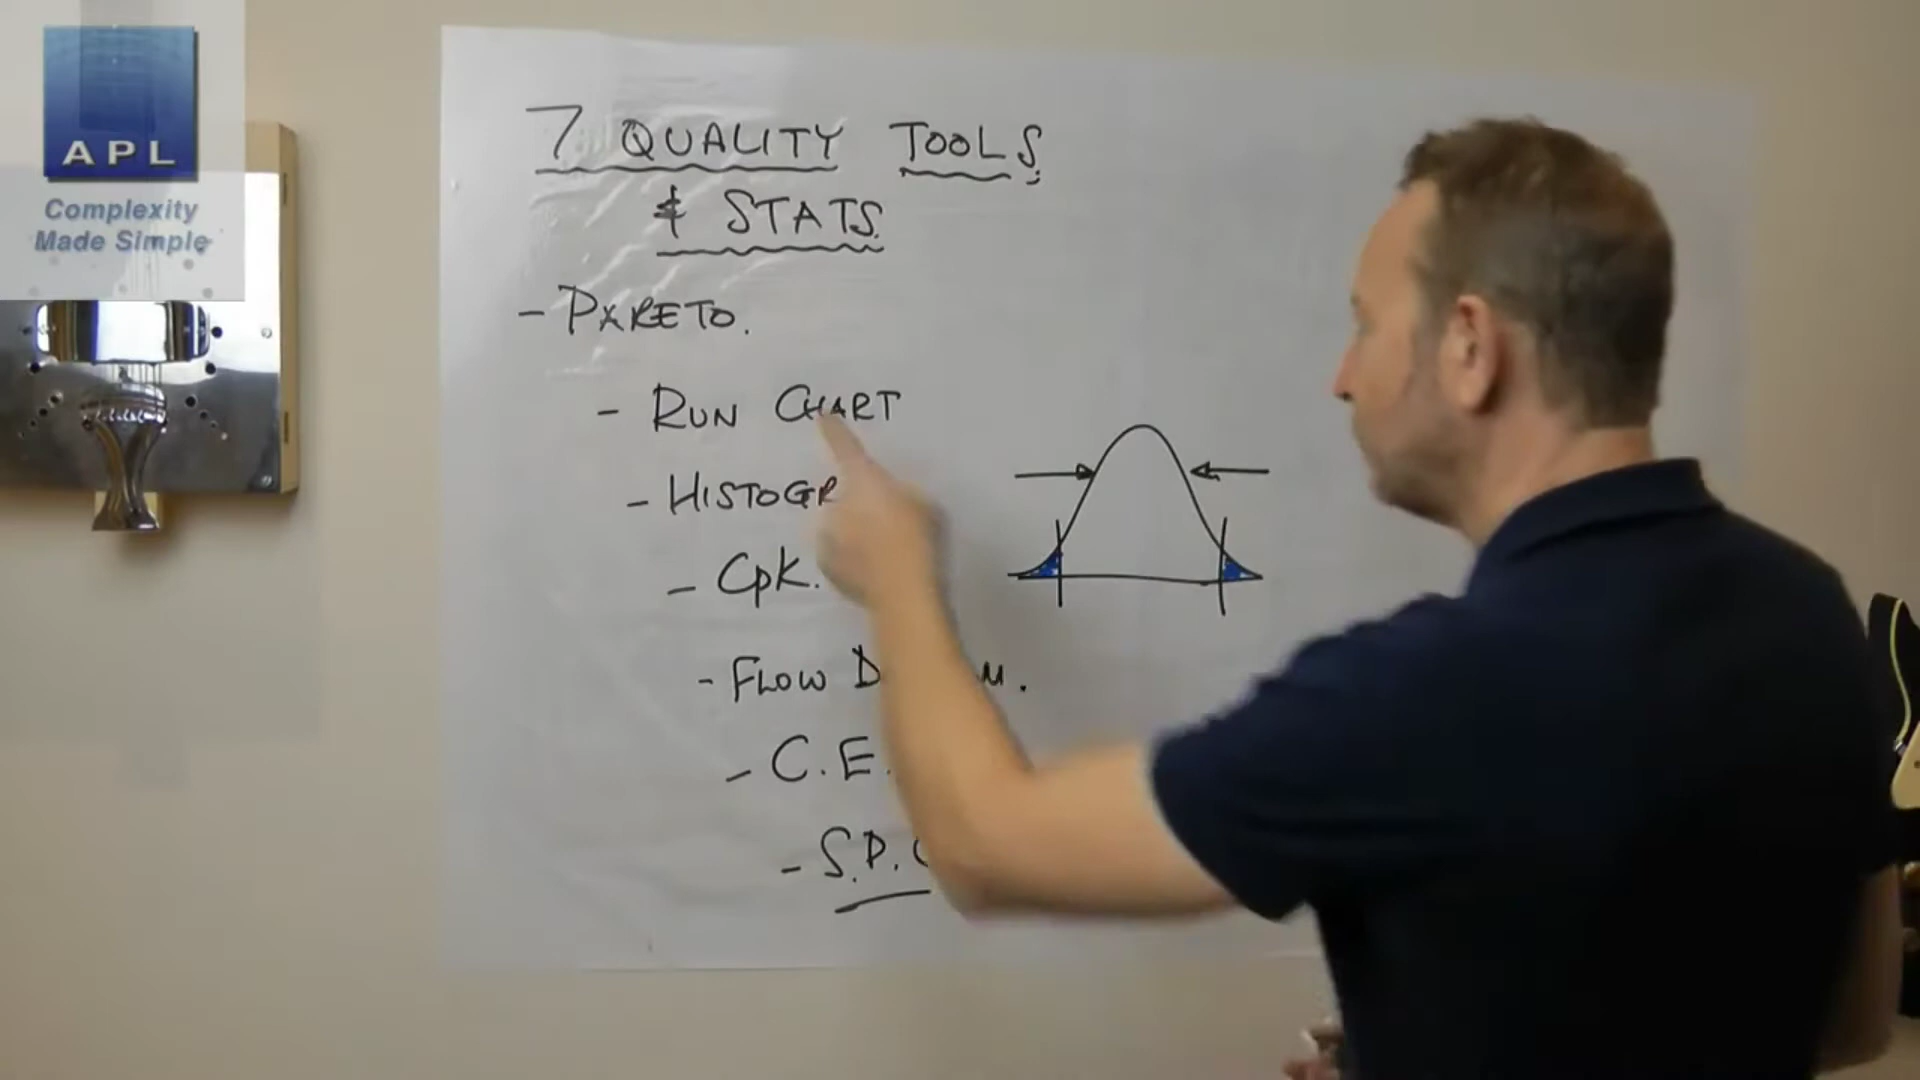 APL
Complexity
Made Simple
7 QUALITY TOOLS
& STATS.
- PARETO.
- RUN CHART
- HISTOGR
- CpK.
- FLOW
- C.E.
- S.P.